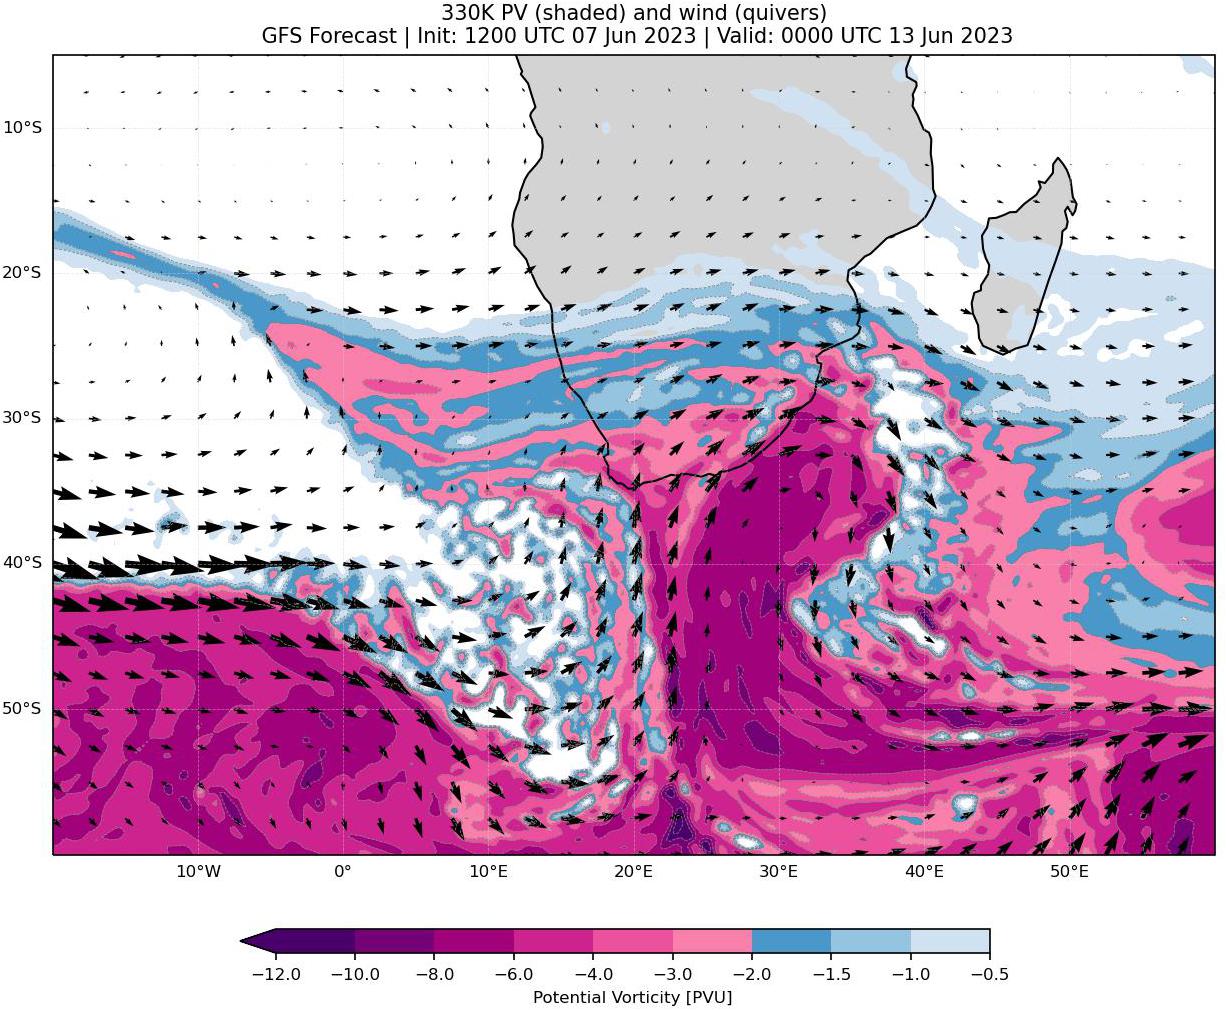 330K PV (shaded) and wind (quivers)
GFS Forecast | Init: 1200 UTC 07 Jun 2023 | Valid: 0000 UTC 13 Jun 2023
10°S
20°S
30°S
40°S
50°S
10°W 0° 10°E 20°E 30°E 40°E 50°E
−12.0 −10.0 −8.0 −6.0 −4.0 −3.0 −2.0 −1.5 −1.0 −0.5
Potential Vorticity [PVU]